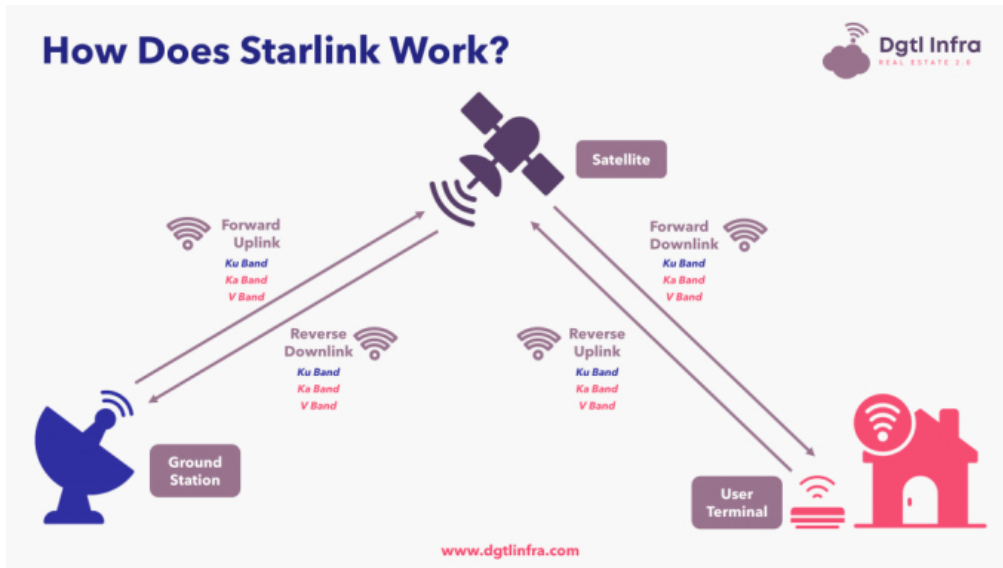 How Does Starlink Work?
Dgtl Infra
REAL ESTATE 2.0
Satellite
Forward
Uplink
Ku Band
Ka Band
V Band
Forward
Downlink
Ku Band
Ka Band
V Band
Reverse
Downlink
Ku Band
Ka Band
V Band
Reverse
Uplink
Ku Band
Ka Band
V Band
Ground
Station
User
Terminal
www.dgtlinfra.com